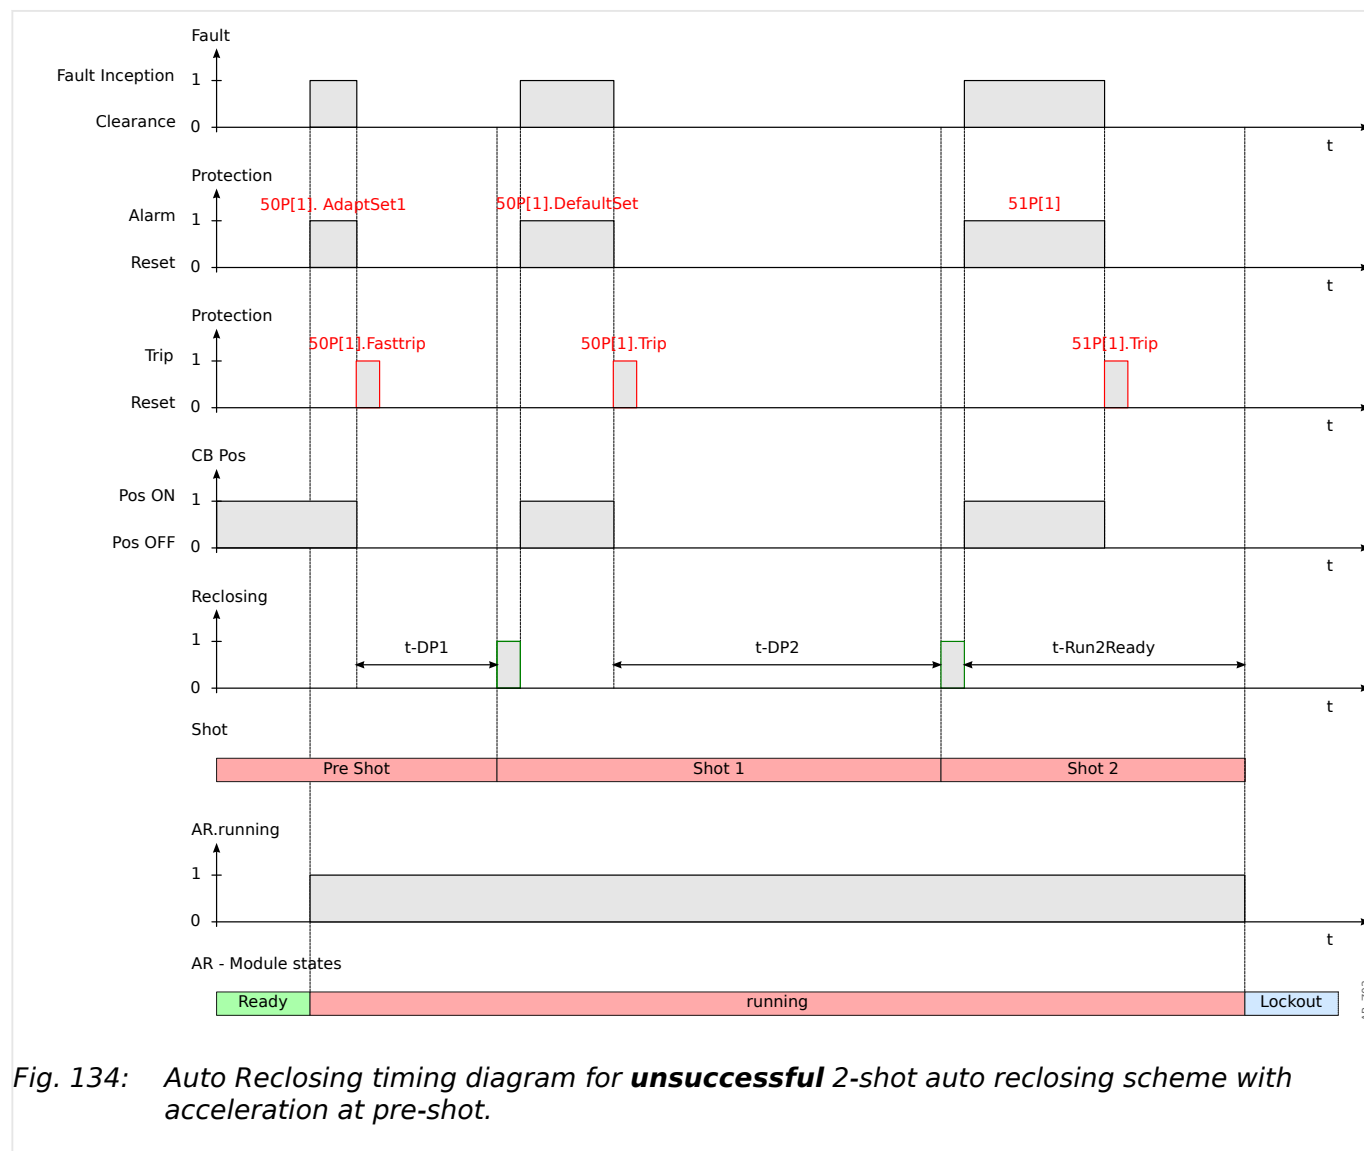 Fault
Fault Inception 1
Clearance 0
t
Protection
50P[1]. AdaptSet1 50P[1].DefaultSet 51P[1]
Alarm 1
Reset 0
t
Protection
50P[1].Fasttrip 50P[1].Trip 51P[1].Trip
Trip 1
Reset 0
t
CB Pos
Pos ON 1
Pos OFF 0
t
Reclosing
1 t-DP1 t-DP2 t-Run2Ready
0
t
Shot
Pre Shot Shot 1 Shot 2
AR.running
1
0
t
AR - Module states
Ready running Lockout
Fig. 134: Auto Reclosing timing diagram for unsuccessful 2-shot auto reclosing scheme with
acceleration at pre-shot.